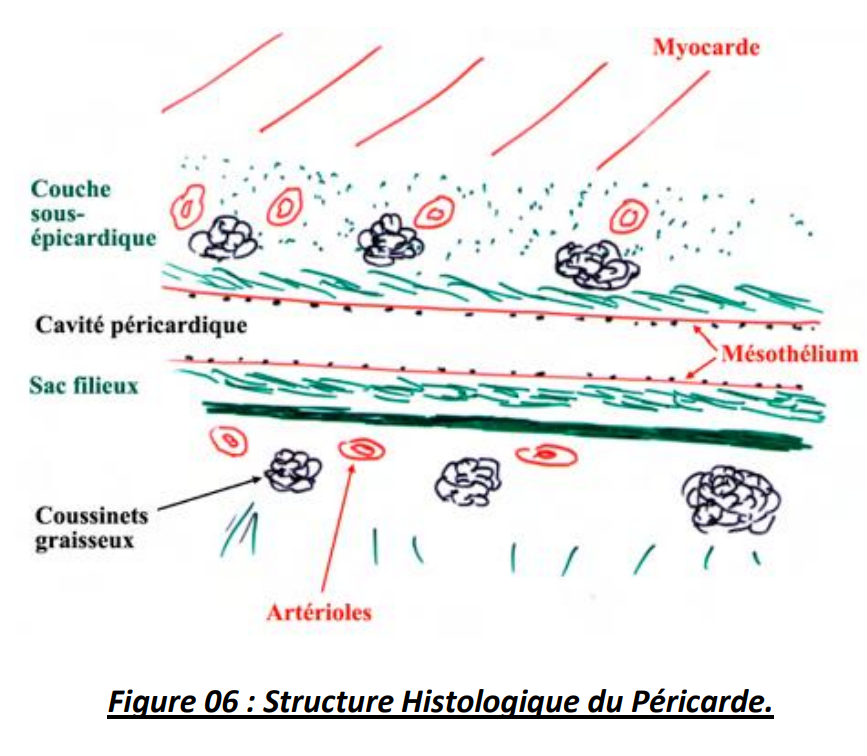 Myocarde
Couche
sous-
épicardique
Cavité péricardique
Mésothélium
Sac filieux
Coussinets
graisseux
Artérioles
Figure 06 : Structure Histologique du Péricarde.